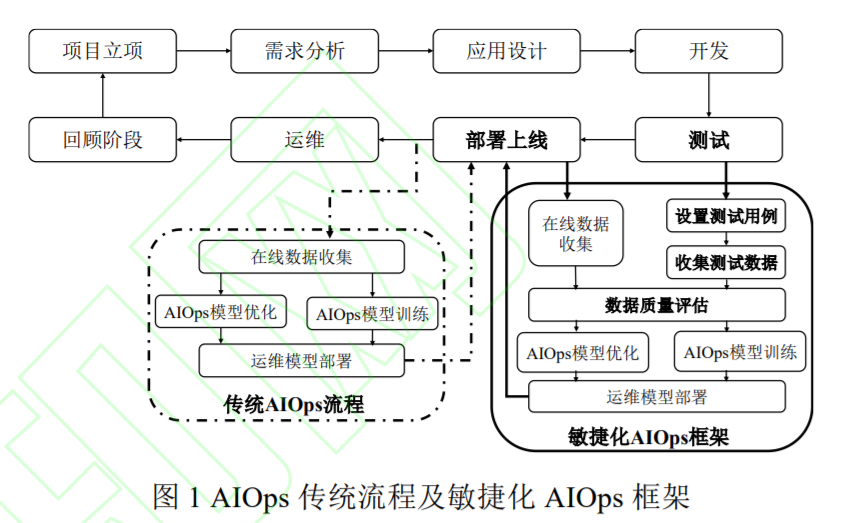 项目立项
需求分析
应用设计
开发
回顾阶段
运维
部署上线
测试
在线数据收集
AIOps模型优化
AIOps模型训练
运维模型部署
传统AIOps流程
在线数据
收集
设置测试用例
收集测试数据
数据质量评估
AIOps模型优化
AIOps模型训练
运维模型部署
敏捷化AIOps框架
图 1 AIOps 传统流程及敏捷化 AIOps 框架